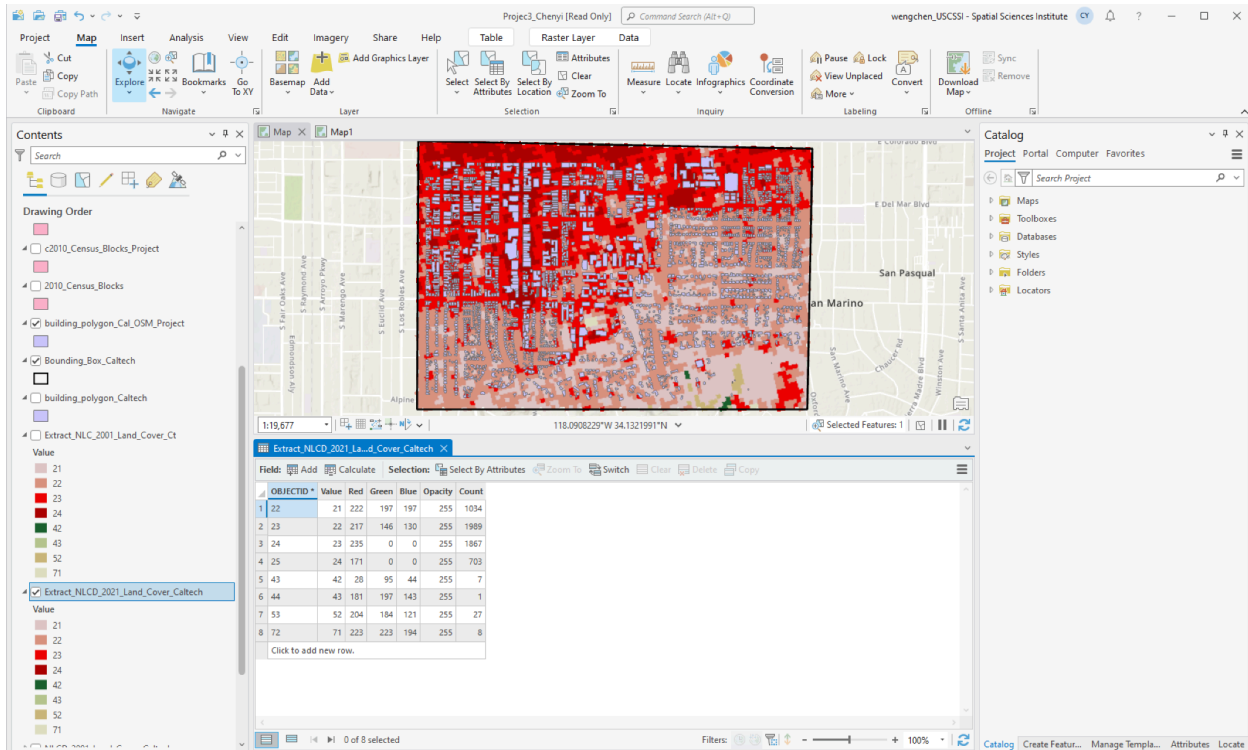 Projec3_Chenyi [Read Only]
Command Search (Alt+Q)
wengchen_USCSSI - Spatial Sciences Institute
CY
?
Project Map Insert Analysis View Edit Imagery Share Help Table Raster Layer Data
Paste
Cut
Copy
Copy Path
Clipboard
Explore
Bookmarks
Go To XY
Navigate
Basemap
Add Data
Add Graphics Layer
Layer
Select
Select By Attributes
Select By Location
Attributes
Clear
Zoom To
Selection
Measure
Locate
Infographics
Coordinate Conversion
Inquiry
Pause
Lock
View Unplaced
More
Convert
Labeling
Download Map
Sync
Remove
Offline
Contents
Search
Drawing Order
c2010_Census_Blocks_Project
2010_Census_Blocks
building_polygon_Cal_OSM_Project
Bounding_Box_Caltech
building_polygon_Caltech
Extract_NLC_2001_Land_Cover_Ct
Value
21
22
23
24
42
43
52
71
Extract_NLCD_2021_Land_Cover_Caltech
Value
21
22
23
24
42
43
52
71
Map
Map1
E Colorado Blvd
E Del Mar Blvd
San Pasqual
an Marino
S Fair Oaks Ave
S Raymond Ave
S Arroyo Pkwy
S Marengo Ave
S Euclid Ave
S Los Robles Ave
Edmondson Aly
Alpine
San Marino Ave
Chaucer Rd
Winston Ave
S Santa Anita Ave
1:19,677
118.0908229°W 34.1321991°N
Selected Features: 1
Extract_NLCD_2021_La...d_Cover_Caltech
Field: Add Calculate Selection: Select By Attributes Zoom To Switch Clear Delete Copy
OBJECTID * Value Red Green Blue Opacity Count
1 22 21 222 197 197 255 1034
2 23 22 217 146 130 255 1989
3 24 23 235 0 0 255 1867
4 25 24 171 0 0 255 703
5 43 42 28 95 44 255 7
6 44 43 181 197 143 255 1
7 53 52 204 184 121 255 27
8 72 71 223 223 194 255 8
Click to add new row.
0 of 8 selected
Filters:
100%
Catalog
Project Portal Computer Favorites
Search Project
Maps
Toolboxes
Databases
Styles
Folders
Locators
Catalog Create Featur... Manage Templa... Attributes Locate